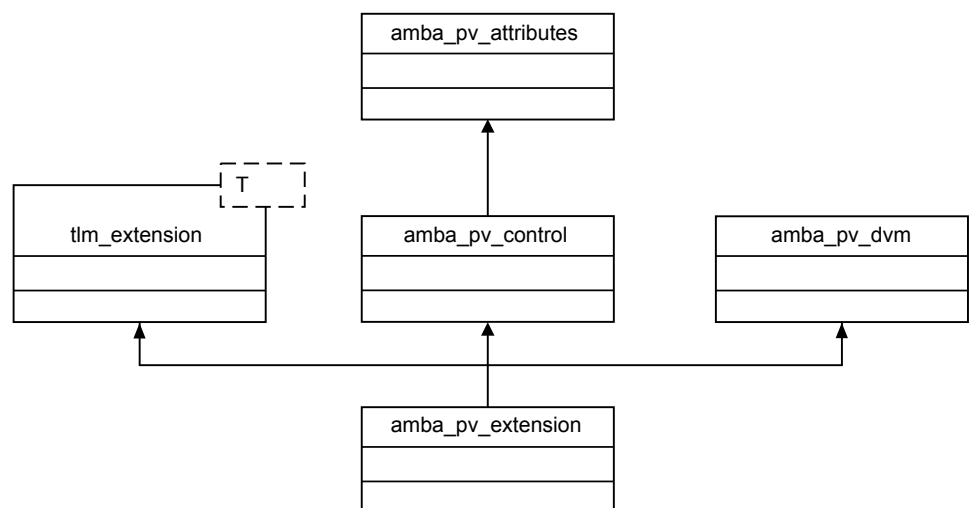 amba_pv_attributes
T
tlm_extension
amba_pv_control
amba_pv_dvm
amba_pv_extension